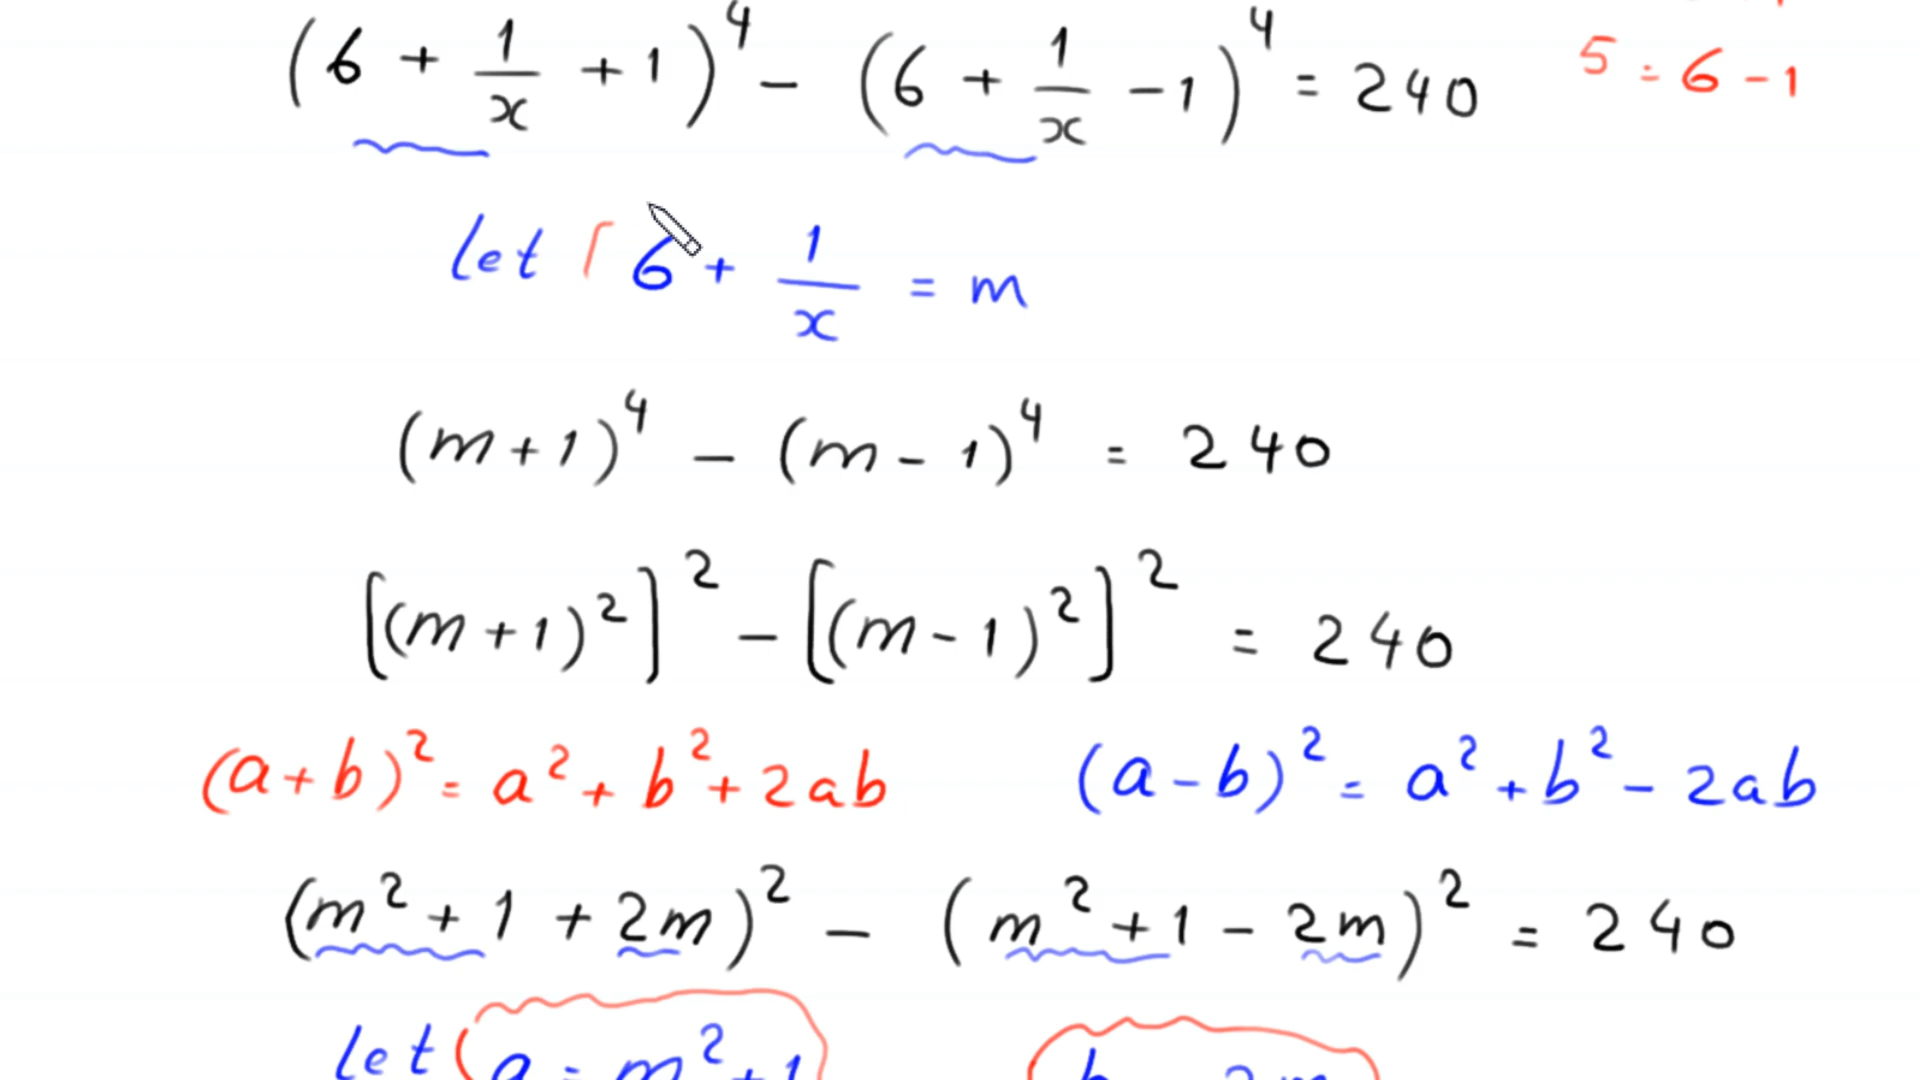 (6 + 1/x + 1)^4 - (6 + 1/x - 1)^4 = 240
5 = 6 - 1
let 6 + 1/x = m
(m + 1)^4 - (m - 1)^4 = 240
[(m + 1)^2]^2 - [(m - 1)^2]^2 = 240
(a + b)^2 = a^2 + b^2 + 2ab (a - b)^2 = a^2 + b^2 - 2ab
(m^2 + 1 + 2m)^2 - (m^2 + 1 - 2m)^2 = 240
let a = m^2 + 1